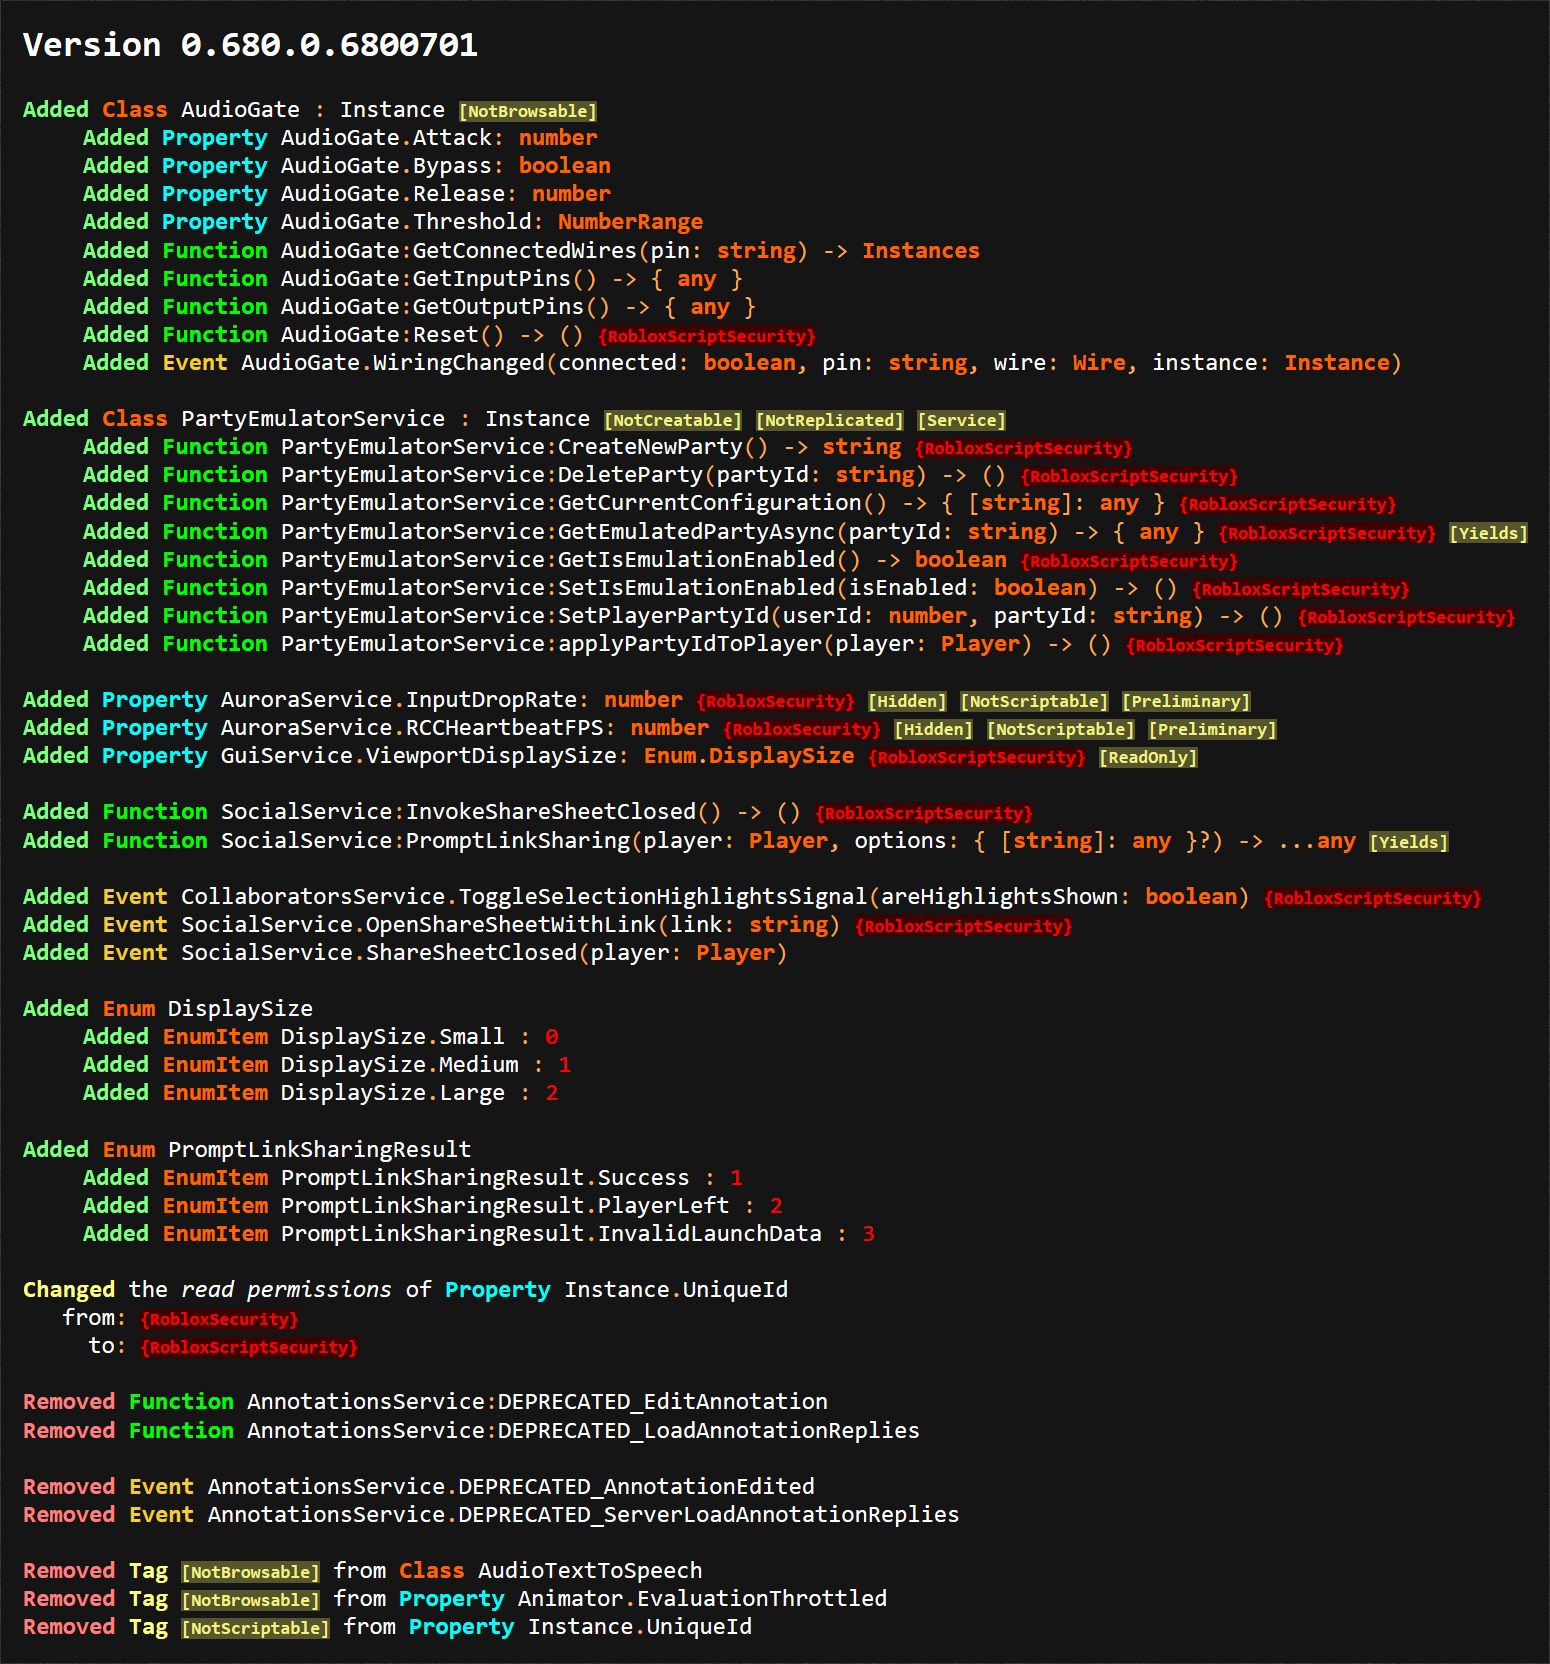 Version 0.680.0.6800701
Added Class AudioGate : Instance [NotBrowsable]
Added Property AudioGate.Attack: number
Added Property AudioGate.Bypass: boolean
Added Property AudioGate.Release: number
Added Property AudioGate.Threshold: NumberRange
Added Function AudioGate:GetConnectedWires(pin: string) -> Instances
Added Function AudioGate:GetInputPins() -> { any }
Added Function AudioGate:GetOutputPins() -> { any }
Added Function AudioGate:Reset() -> () {RobloxScriptSecurity}
Added Event AudioGate.WiringChanged(connected: boolean, pin: string, wire: Wire, instance: Instance)
Added Class PartyEmulatorService : Instance [NotCreatable] [NotReplicated] [Service]
Added Function PartyEmulatorService:CreateNewParty() -> string {RobloxScriptSecurity}
Added Function PartyEmulatorService:DeleteParty(partyId: string) -> () {RobloxScriptSecurity}
Added Function PartyEmulatorService:GetCurrentConfiguration() -> { [string]: any } {RobloxScriptSecurity}
Added Function PartyEmulatorService:GetEmulatedPartyAsync(partyId: string) -> { any } {RobloxScriptSecurity} [Yields]
Added Function PartyEmulatorService:GetIsEmulationEnabled() -> boolean {RobloxScriptSecurity}
Added Function PartyEmulatorService:SetIsEmulationEnabled(isEnabled: boolean) -> () {RobloxScriptSecurity}
Added Function PartyEmulatorService:SetPlayerPartyId(userId: number, partyId: string) -> () {RobloxScriptSecurity}
Added Function PartyEmulatorService:applyPartyIdToPlayer(player: Player) -> () {RobloxScriptSecurity}
Added Property AuroraService.InputDropRate: number {RobloxSecurity} [Hidden] [NotScriptable] [Preliminary]
Added Property AuroraService.RCCHeartbeatFPS: number {RobloxSecurity} [Hidden] [NotScriptable] [Preliminary]
Added Property GuiService.ViewportDisplaySize: Enum.DisplaySize {RobloxScriptSecurity} [ReadOnly]
Added Function SocialService:InvokeShareSheetClosed() -> () {RobloxScriptSecurity}
Added Function SocialService:PromptLinkSharing(player: Player, options: { [string]: any }?) -> ...any [Yields]
Added Event CollaboratorsService.ToggleSelectionHighlightsSignal(areHighlightsShown: boolean) {RobloxScriptSecurity}
Added Event SocialService.OpenShareSheetWithLink(link: string) {RobloxScriptSecurity}
Added Event SocialService.ShareSheetClosed(player: Player)
Added Enum DisplaySize
Added EnumItem DisplaySize.Small : 0
Added EnumItem DisplaySize.Medium : 1
Added EnumItem DisplaySize.Large : 2
Added Enum PromptLinkSharingResult
Added EnumItem PromptLinkSharingResult.Success : 1
Added EnumItem PromptLinkSharingResult.PlayerLeft : 2
Added EnumItem PromptLinkSharingResult.InvalidLaunchData : 3
Changed the read permissions of Property Instance.UniqueId
from: {RobloxSecurity}
to: {RobloxScriptSecurity}
Removed Function AnnotationsService:DEPRECATED_EditAnnotation
Removed Function AnnotationsService:DEPRECATED_LoadAnnotationReplies
Removed Event AnnotationsService.DEPRECATED_AnnotationEdited
Removed Event AnnotationsService.DEPRECATED_ServerLoadAnnotationReplies
Removed Tag [NotBrowsable] from Class AudioTextToSpeech
Removed Tag [NotBrowsable] from Property Animator.EvaluationThrottled
Removed Tag [NotScriptable] from Property Instance.UniqueId